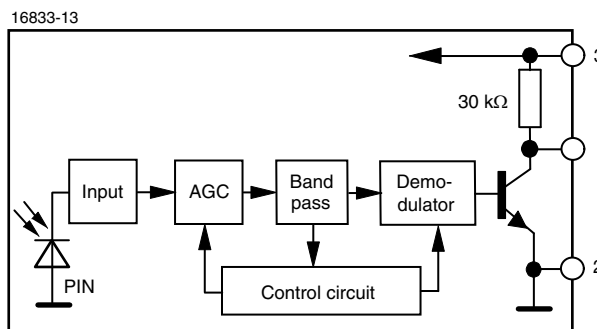 16833-13
3
30 kΩ
Input
AGC
Band
pass
Demo-
dulator
2
PIN
Control circuit